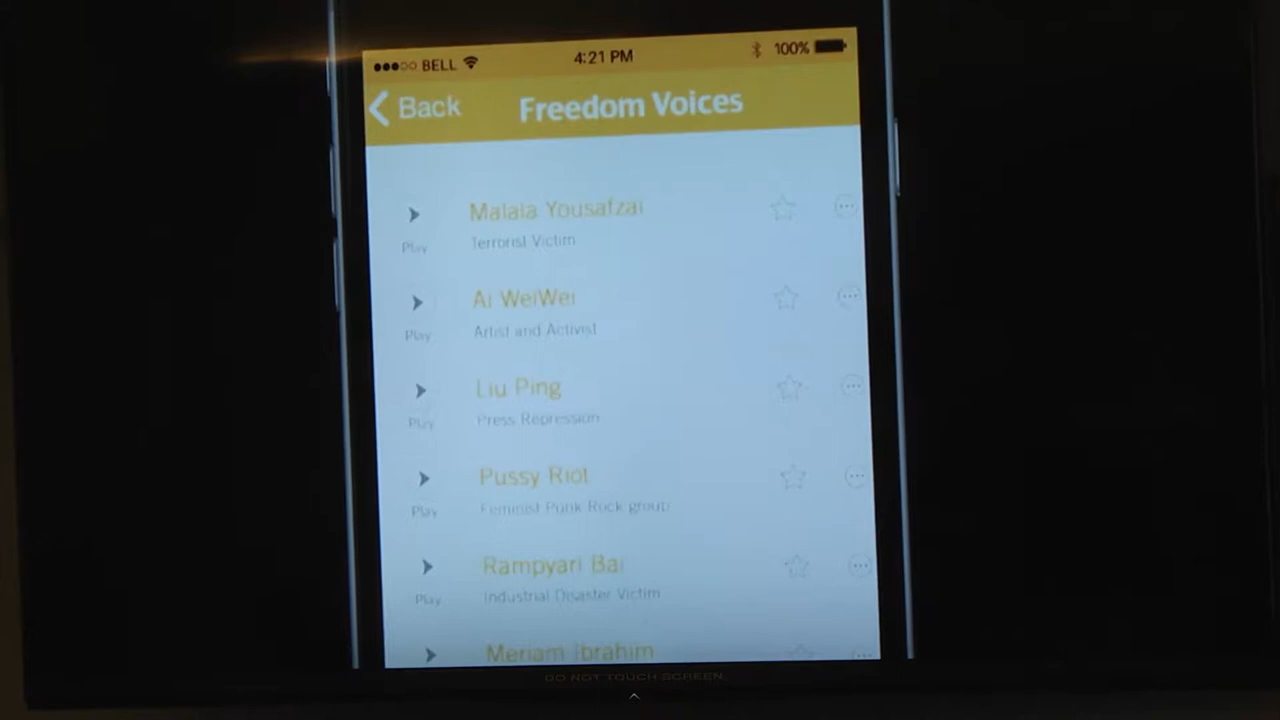 BELL 4:21 PM 100%
Back Freedom Voices
Malala Yousafzai
Play Terrorist Victim
Ai WeiWei
Play Artist and Activist
Liu Ping
Play Press Repression
Pussy Riot
Play Feminist Punk Rock group
Rampyari Bai
Play Industrial Disaster Victim
Meriam Ibrahim
DO NOT TOUCH SCREEN